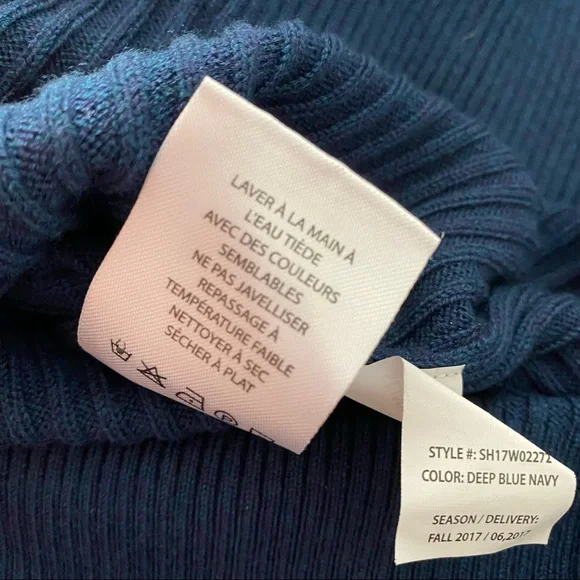 LAVER À LA MAIN À
L'EAU TIÈDE
AVEC DES COULEURS
SEMBLABLES
NE PAS JAVELLISER
REPASSAGE À
TEMPÉRATURE FAIBLE
NETTOYER À SEC
SÉCHER À PLAT
STYLE #: SH17W02272
COLOR: DEEP BLUE NAVY
SEASON / DELIVERY:
FALL 2017 / 06,2017